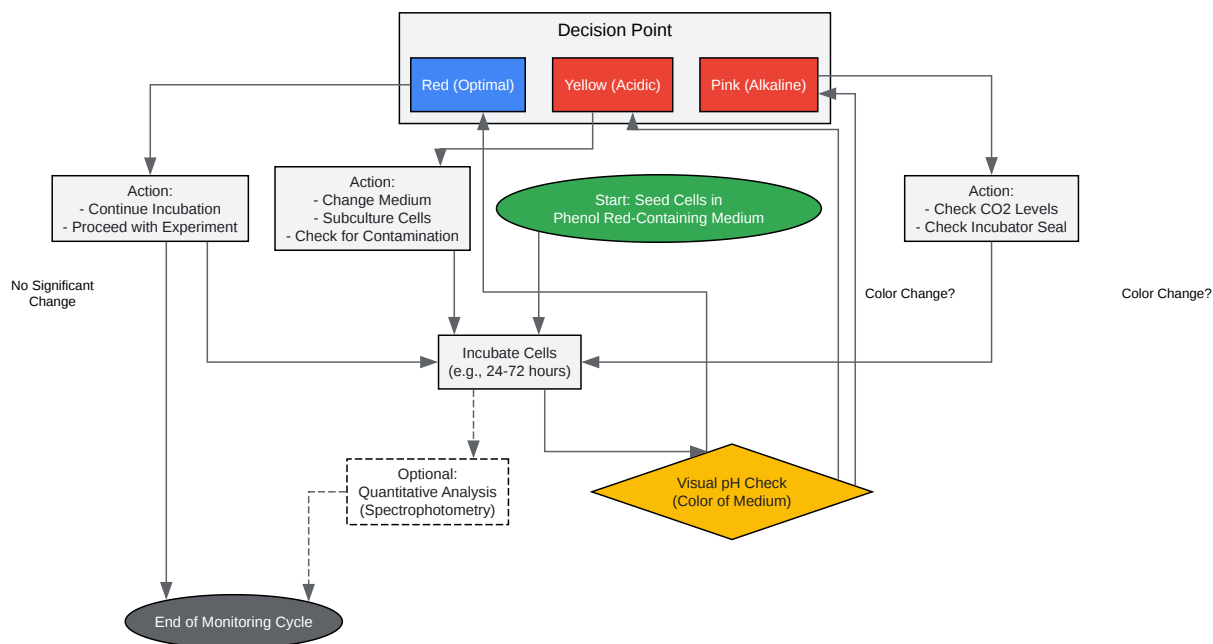 Decision Point
Red (Optimal)
Yellow (Acidic)
Pink (Alkaline)
Action:
- Continue Incubation
- Proceed with Experiment
Action:
- Change Medium
- Subculture Cells
- Check for Contamination
Start: Seed Cells in
Phenol Red-Containing Medium
Action:
- Check CO2 Levels
- Check Incubator Seal
No Significant
Change
Color Change?
Color Change?
Incubate Cells
(e.g., 24-72 hours)
Optional:
Quantitative Analysis
(Spectrophotometry)
Visual pH Check
(Color of Medium)
End of Monitoring Cycle